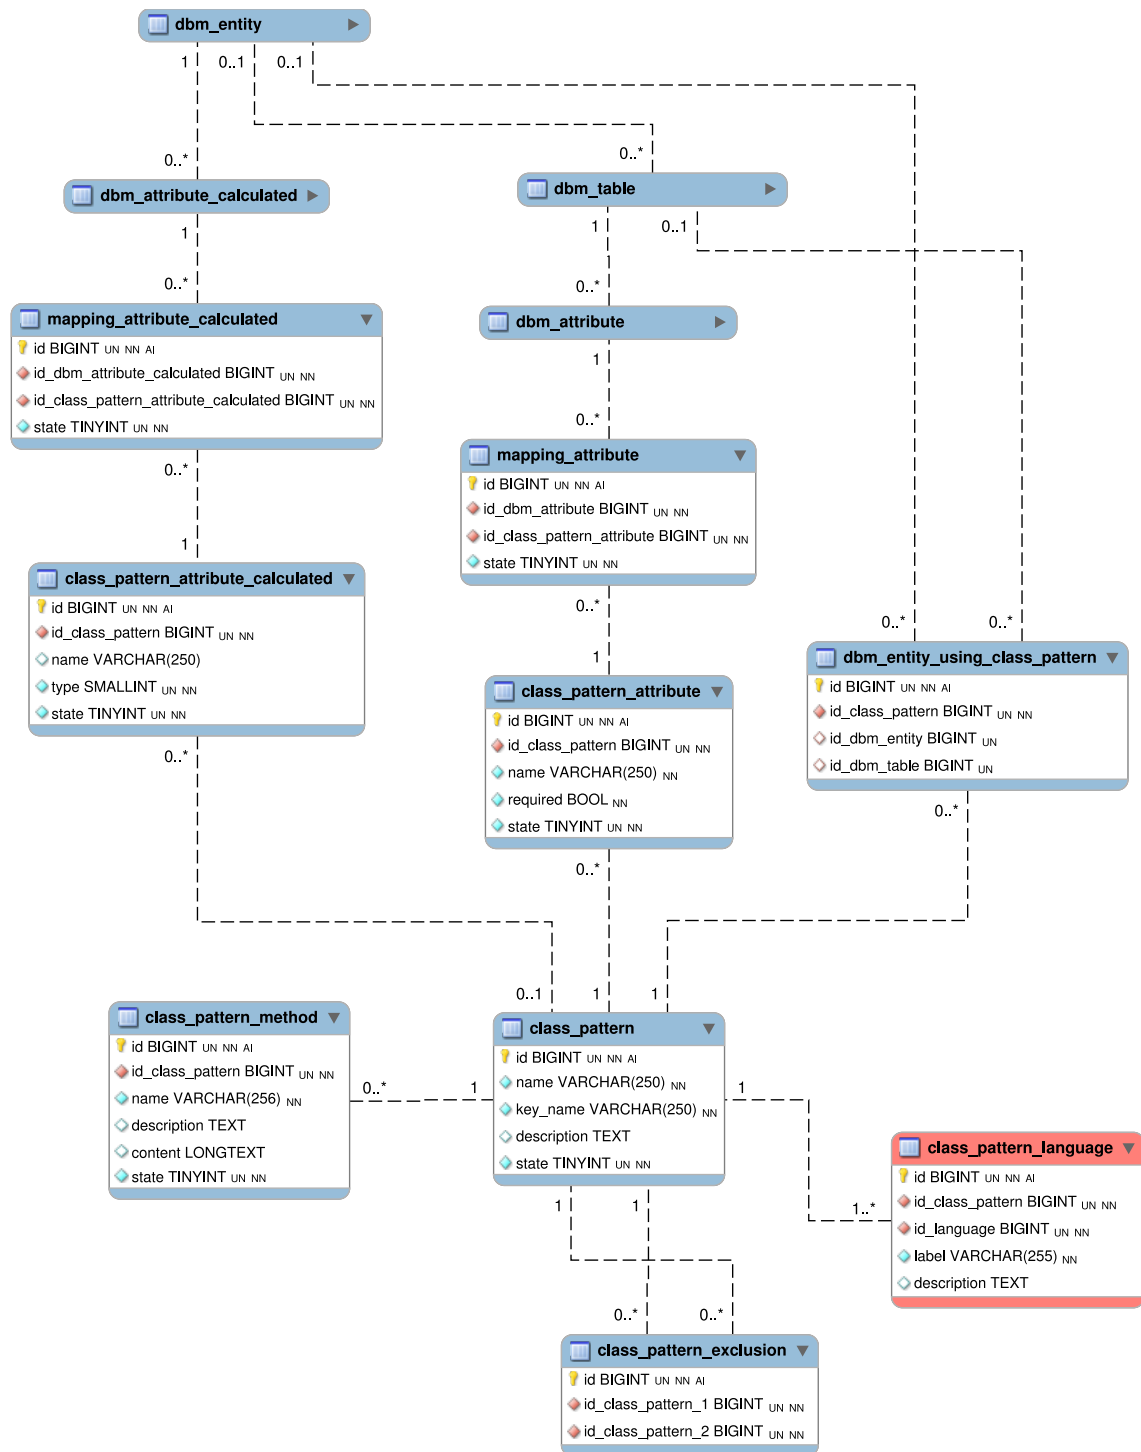 dbm_entity
1
0..1
0..1
0..*
0..*
dbm_attribute_calculated
dbm_table
1
1
0..1
0..*
0..*
mapping_attribute_calculated
id BIGINT UN NN AI
id_dbm_attribute_calculated BIGINT UN NN
id_class_pattern_attribute_calculated BIGINT UN NN
state TINYINT UN NN
dbm_attribute
1
0..*
0..*
1
mapping_attribute
id BIGINT UN NN AI
id_dbm_attribute BIGINT UN NN
id_class_pattern_attribute BIGINT UN NN
state TINYINT UN NN
class_pattern_attribute_calculated
id BIGINT UN NN AI
id_class_pattern BIGINT UN NN
name VARCHAR(250)
type SMALLINT UN NN
state TINYINT UN NN
0..*
1
0..*
0..*
class_pattern_attribute
id BIGINT UN NN AI
id_class_pattern BIGINT UN NN
name VARCHAR(250) NN
required BOOL NN
state TINYINT UN NN
dbm_entity_using_class_pattern
id BIGINT UN NN AI
id_class_pattern BIGINT UN NN
id_dbm_entity BIGINT UN
id_dbm_table BIGINT UN
0..*
0..*
0..*
0..1
1
1
class_pattern_method
id BIGINT UN NN AI
id_class_pattern BIGINT UN NN
name VARCHAR(256) NN
description TEXT
content LONGTEXT
state TINYINT UN NN
0..*
1
class_pattern
id BIGINT UN NN AI
name VARCHAR(250) NN
key_name VARCHAR(250) NN
description TEXT
state TINYINT UN NN
1
1..*
class_pattern_language
id BIGINT UN NN AI
id_class_pattern BIGINT UN NN
id_language BIGINT UN NN
label VARCHAR(255) NN
description TEXT
1
1
0..*
0..*
class_pattern_exclusion
id BIGINT UN NN AI
id_class_pattern_1 BIGINT UN NN
id_class_pattern_2 BIGINT UN NN